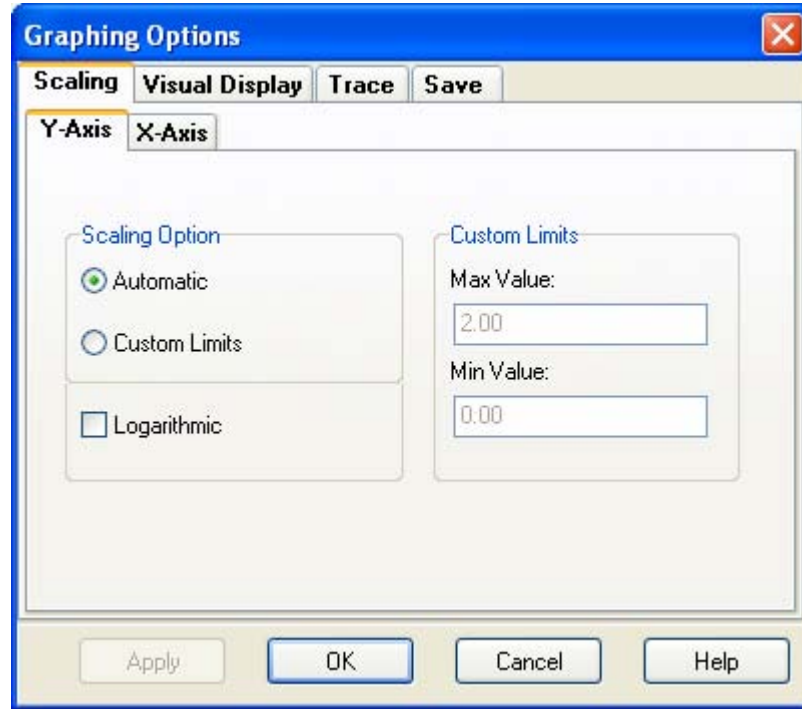 Graphing Options
Scaling Visual Display Trace Save
Y-Axis X-Axis
Scaling Option
Automatic
Custom Limits
Logarithmic
Custom Limits
Max Value:
2.00
Min Value:
0.00
Apply OK Cancel Help